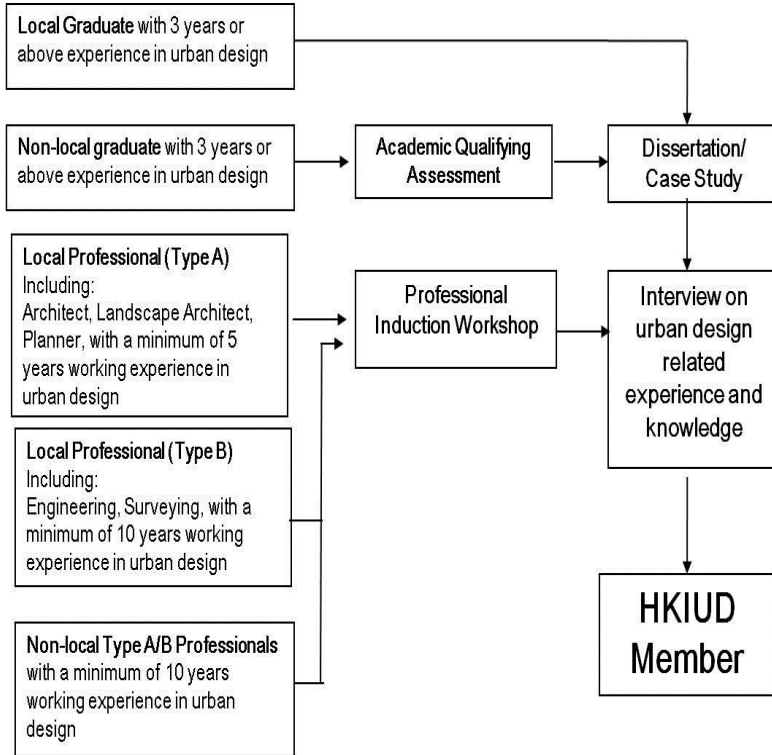 Local Graduate with 3 years or
above experience in urban design
Non-local graduate with 3 years or
above experience in urban design
Academic Qualifying
Assessment
Dissertation/
Case Study
Local Professional (Type A)
Including:
Architect, Landscape Architect,
Planner, with a minimum of 5
years working experience in
urban design
Professional
Induction Workshop
Interview on
urban design
related
experience and
knowledge
Local Professional (Type B)
Including:
Engineering, Surveying, with a
minimum of 10 years working
experience in urban design
HKIUD
Member
Non-local Type A/B Professionals
with a minimum of 10 years
working experience in urban
design